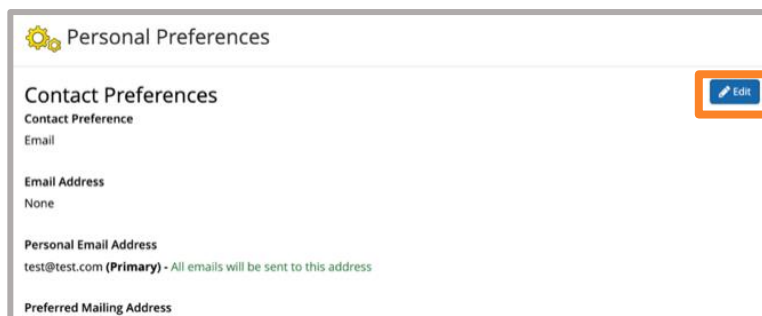 Personal Preferences
Contact Preferences
Edit
Contact Preference
Email
Email Address
None
Personal Email Address
test@test.com (Primary) - All emails will be sent to this address
Preferred Mailing Address